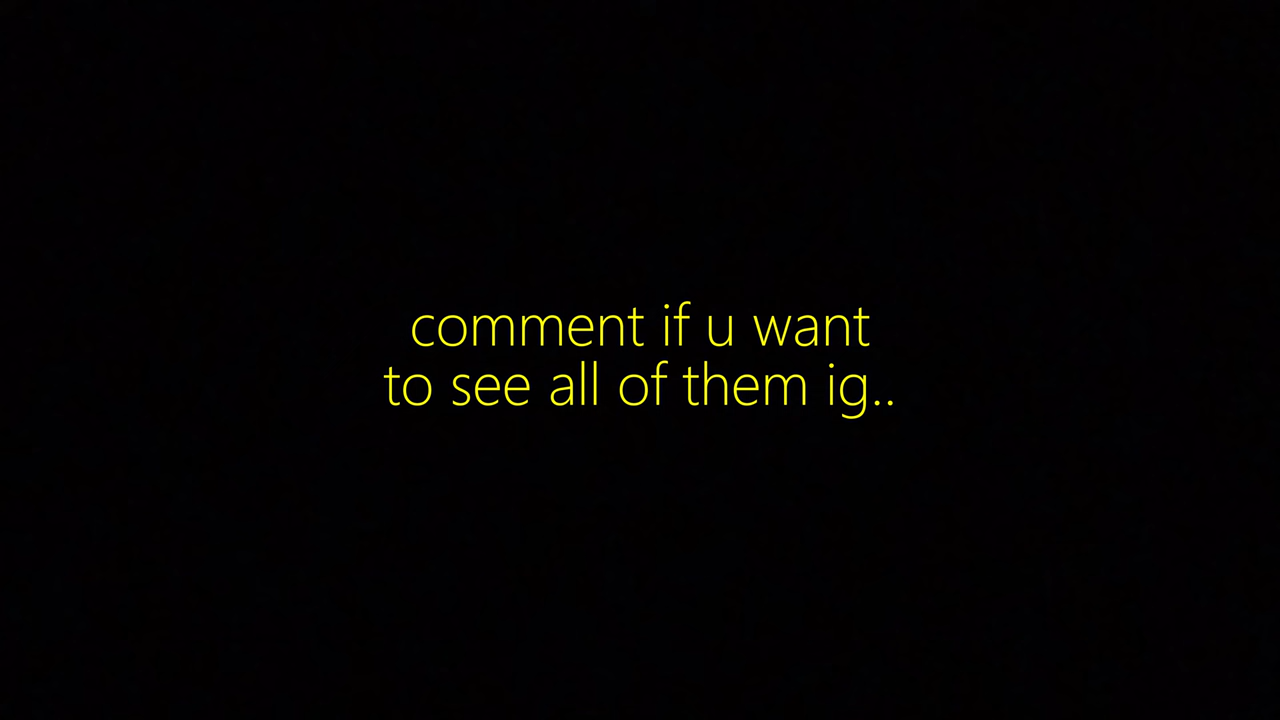 comment if u want
to see all of them ig..